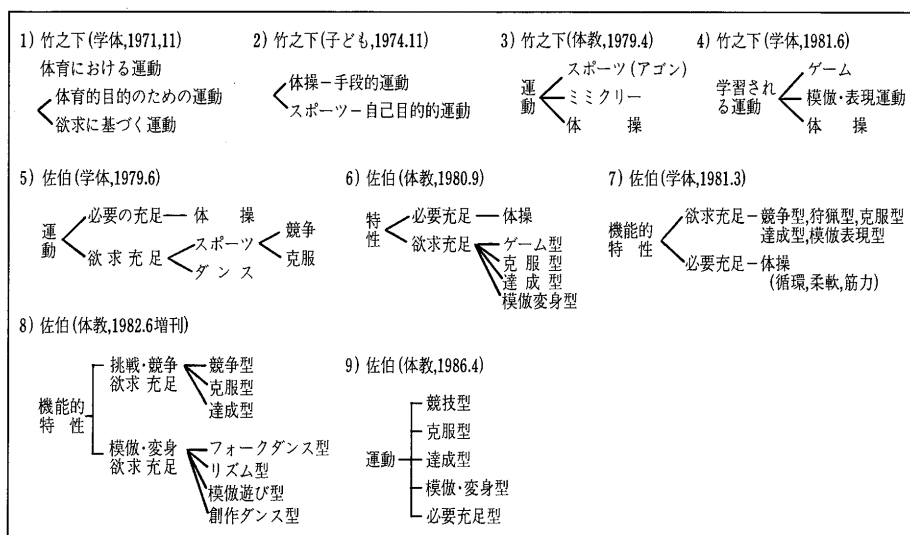 1) 竹之下(学体,1971,11)
体育における運動
体育的目的のための運動
欲求に基づく運動
2) 竹之下(子ども,1974.11)
体操−手段的運動
スポーツ−自己目的的運動
3) 竹之下(体教,1979.4)
運動
スポーツ(アゴン)
ミミクリー
体 操
4) 竹之下(学体,1981.6)
学習され
る運動
ゲーム
模倣・表現運動
体 操
5) 佐伯(学体,1979.6)
運動
必要の充足 体 操
欲求充足
スポーツ
競争
克服
ダンス
6) 佐伯(体教,1980.9)
特性
必要充足 体操
欲求充足
ゲーム型
克服型
達成型
模倣変身型
7) 佐伯(学体,1981.3)
機能的
特性
欲求充足−競争型,狩猟型,克服型
達成型,模倣表現型
必要充足−体操
(循環,柔軟,筋力)
8) 佐伯(体教,1982.6増刊)
機能的
特性
挑戦・競争
欲求充足
競争型
克服型
達成型
模倣・変身
欲求充足
フォークダンス型
リズム型
模倣遊び型
創作ダンス型
9) 佐伯(体教,1986.4)
運動
競技型
克服型
達成型
模倣・変身型
必要充足型